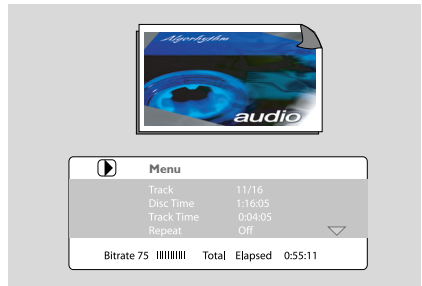 Algorhythm
audio
Menu
Track 11/16
Disc Time 1:16:05
Track Time 0:04:05
Repeat Off
Bitrate 75 Total Elapsed 0:55:11